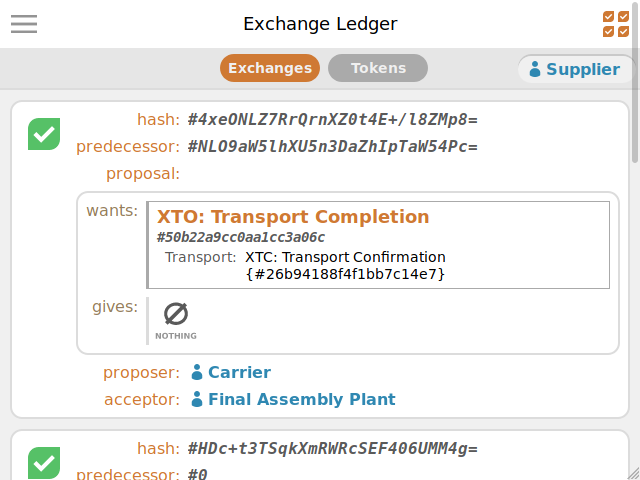 Exchange Ledger
Exchanges Tokens Supplier
hash: #4xeONLZ7RrQrnXZ0t4E+/l8ZMp8=
predecessor: #NLO9aW5lhXU5n3DaZhIpTaW54Pc=
proposal:
wants: XTO: Transport Completion
#50b22a9cc0aa1cc3a06c
Transport: XTC: Transport Confirmation
{#26b94188f4f1bb7c14e7}
gives: NOTHING
proposer: Carrier
acceptor: Final Assembly Plant
hash: #HDc+t3TSqkXmRWRcSEF406UMM4g=
predecessor: #0